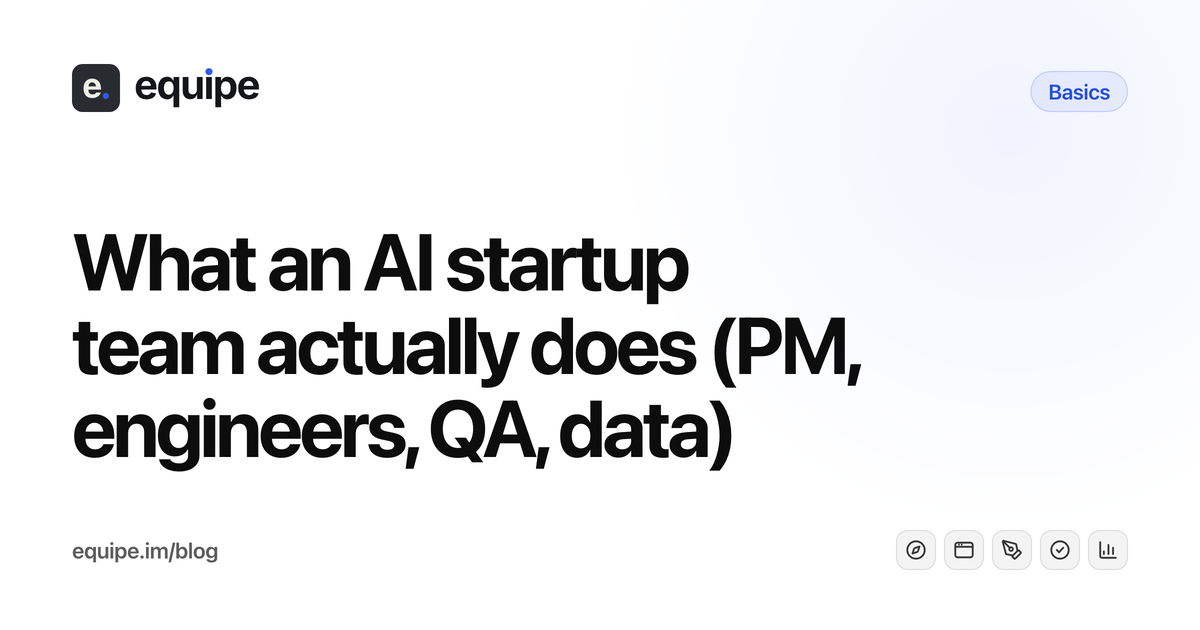 e. equipe
Basics
What an AI startup
team actually does (PM,
engineers, QA, data)
equipe.im/blog